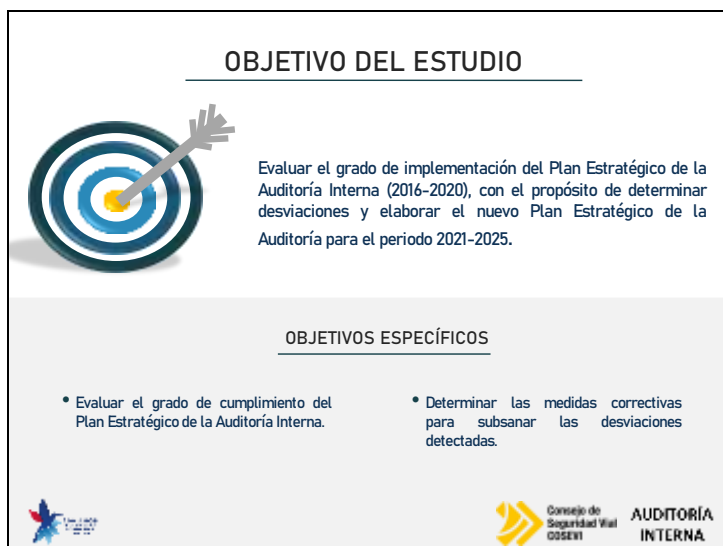 OBJETIVO DEL ESTUDIO
Evaluar el grado de implementación del Plan Estratégico de la
Auditoría Interna (2016-2020), con el propósito de determinar
desviaciones y elaborar el nuevo Plan Estratégico de la
Auditoría para el periodo 2021-2025.
OBJETIVOS ESPECÍFICOS
• Evaluar el grado de cumplimiento del
Plan Estratégico de la Auditoría Interna.
• Determinar las medidas correctivas
para subsanar las desviaciones
detectadas.
Consejo de
Seguridad Vial
COSEVI
AUDITORÍA
INTERNA